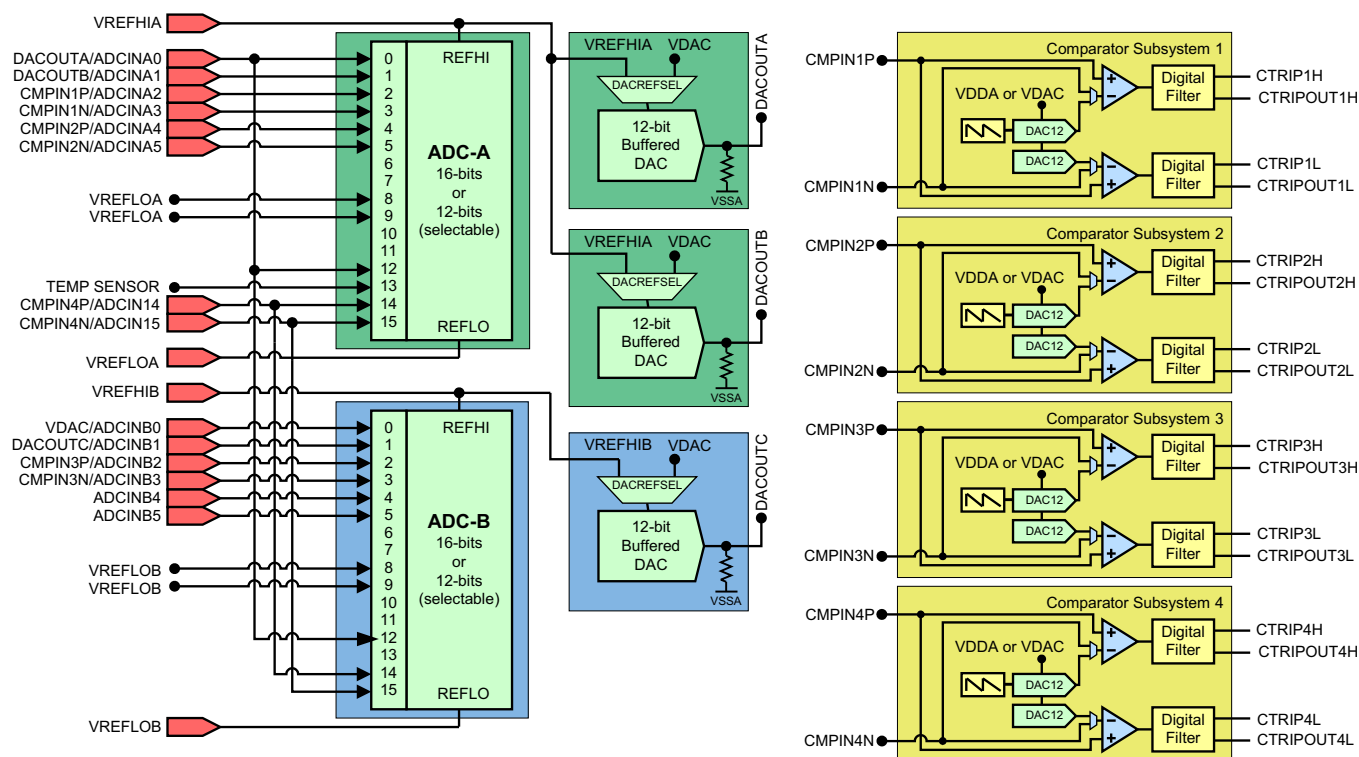 VREFHIA
DACOUTA/ADCINA0
DACOUTB/ADCINA1
CMPIN1P/ADCINA2
CMPIN1N/ADCINA3
CMPIN2P/ADCINA4
CMPIN2N/ADCINA5
VREFLOA
VREFLOA
TEMP SENSOR
CMPIN4P/ADCIN14
CMPIN4N/ADCIN15
VREFLOA
REFHI
0
1
2
3
4
5
6
7
8
9
10
11
12
13
14
15
ADC-A
16-bits
or
12-bits
(selectable)
REFLO
VREFHIB
VDAC/ADCINB0
DACOUTC/ADCINB1
CMPIN3P/ADCINB2
CMPIN3N/ADCINB3
ADCINB4
ADCINB5
VREFLOB
VREFLOB
VREFLOB
REFHI
0
1
2
3
4
5
6
7
8
9
10
11
12
13
14
15
ADC-B
16-bits
or
12-bits
(selectable)
REFLO
VREFHIA
VDAC
DACREFSEL
12-bit
Buffered
DAC
VSSA
DACOUTA
VREFHIA
VDAC
DACREFSEL
12-bit
Buffered
DAC
VSSA
DACOUTB
VREFHIB
VDAC
DACREFSEL
12-bit
Buffered
DAC
VSSA
DACOUTC
Comparator Subsystem 1
CMPIN1P
CMPIN1N
VDDA or VDAC
DAC12
DAC12
+
−
−
+
Digital
Filter
Digital
Filter
CTRIP1H
CTRIPOUT1H
CTRIP1L
CTRIPOUT1L
Comparator Subsystem 2
CMPIN2P
CMPIN2N
VDDA or VDAC
DAC12
DAC12
+
−
−
+
Digital
Filter
Digital
Filter
CTRIP2H
CTRIPOUT2H
CTRIP2L
CTRIPOUT2L
Comparator Subsystem 3
CMPIN3P
CMPIN3N
VDDA or VDAC
DAC12
DAC12
+
−
−
+
Digital
Filter
Digital
Filter
CTRIP3H
CTRIPOUT3H
CTRIP3L
CTRIPOUT3L
Comparator Subsystem 4
CMPIN4P
CMPIN4N
VDDA or VDAC
DAC12
DAC12
+
−
−
+
Digital
Filter
Digital
Filter
CTRIP4H
CTRIPOUT4H
CTRIP4L
CTRIPOUT4L